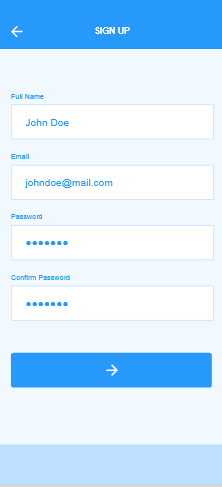 SIGN UP
Full Name
John Doe
Email
johndoe@mail.com
Password
●●●●●●●
Confirm Password
●●●●●●●